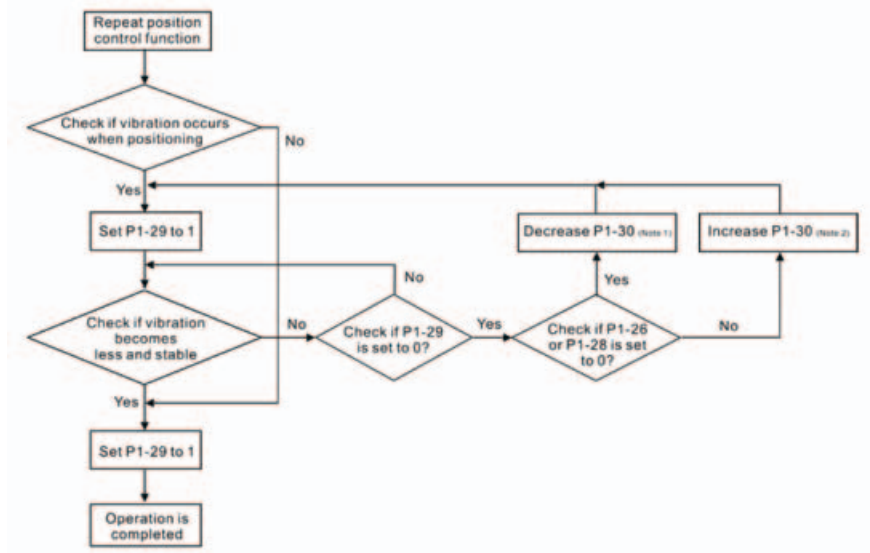 Repeat position
control function
Check if vibration occurs
when positioning
No
Yes
Set P1-29 to 1
Decrease P1-30 (Note 1)
Increase P1-30 (Note 2)
No
Yes
Check if vibration
becomes
less and stable
No
Check if P1-29
is set to 0?
Yes
Check if P1-26
or P1-28 is set
to 0?
No
Yes
Set P1-29 to 1
Operation is
completed